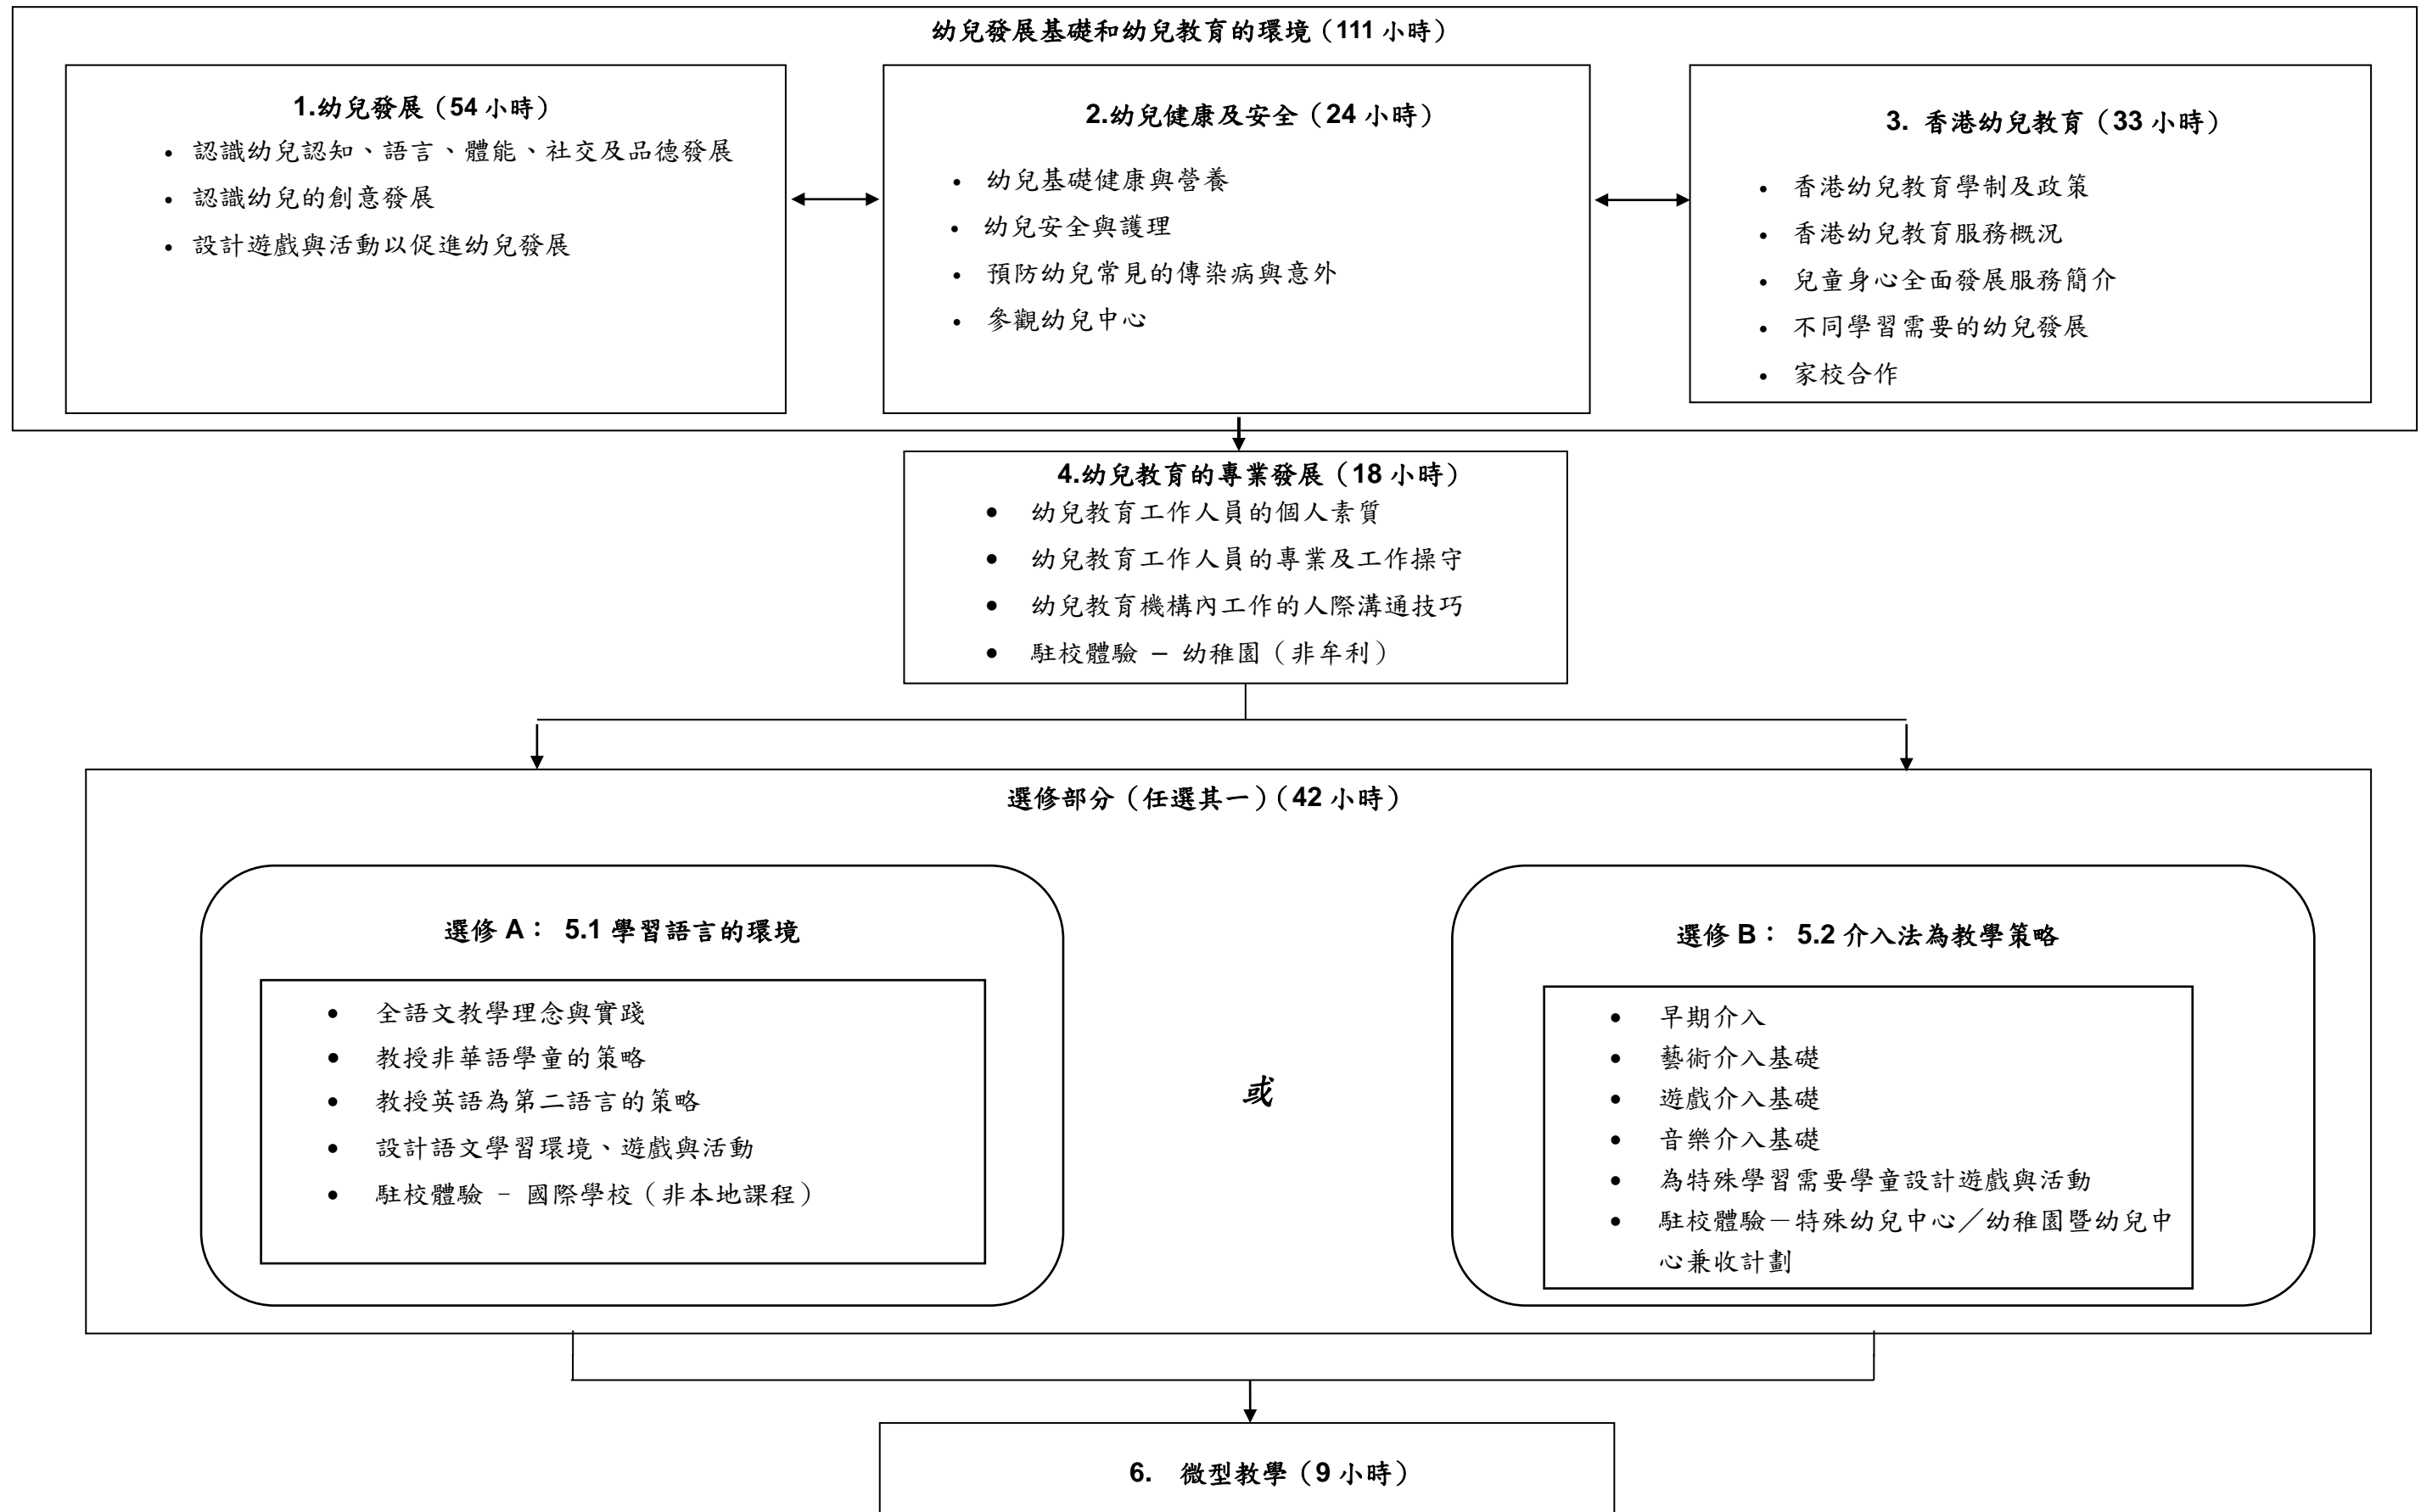 幼兒發展基礎和幼兒教育的環境（111 小時）
1.幼兒發展（54 小時）
• 認識幼兒認知、語言、體能、社交及品德發展
• 認識幼兒的創意發展
• 設計遊戲與活動以促進幼兒發展
2.幼兒健康及安全（24 小時）
• 幼兒基礎健康與營養
• 幼兒安全與護理
• 預防幼兒常見的傳染病與意外
• 參觀幼兒中心
3. 香港幼兒教育（33 小時）
• 香港幼兒教育學制及政策
• 香港幼兒教育服務概況
• 兒童身心全面發展服務簡介
• 不同學習需要的幼兒發展
• 家校合作
4.幼兒教育的專業發展（18 小時）
• 幼兒教育工作人員的個人素質
• 幼兒教育工作人員的專業及工作操守
• 幼兒教育機構內工作的人際溝通技巧
• 駐校體驗 – 幼稚園（非牟利）
選修部分（任選其一）（42 小時）
選修 A： 5.1 學習語言的環境
• 全語文教學理念與實踐
• 教授非華語學童的策略
• 教授英語為第二語言的策略
• 設計語文學習環境、遊戲與活動
• 駐校體驗 - 國際學校（非本地課程）
或
選修 B： 5.2 介入法為教學策略
• 早期介入
• 藝術介入基礎
• 遊戲介入基礎
• 音樂介入基礎
• 為特殊學習需要學童設計遊戲與活動
• 駐校體驗－特殊幼兒中心／幼稚園暨幼兒中
心兼收計劃
6. 微型教學（9 小時）